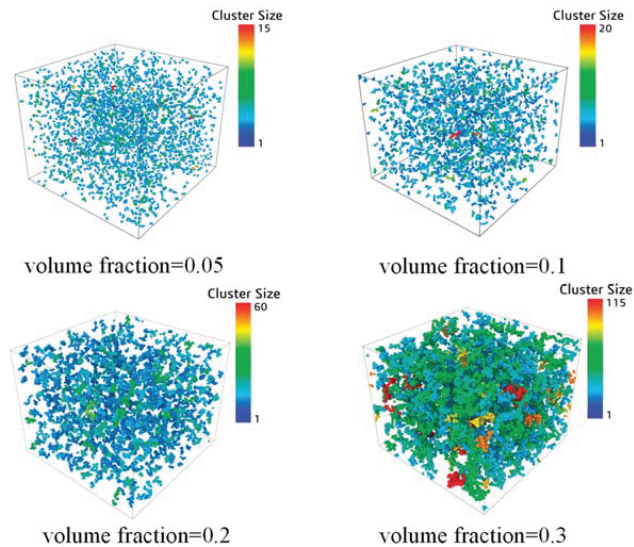 Cluster Size
15
1
volume fraction=0.05
Cluster Size
20
1
volume fraction=0.1
Cluster Size
60
1
volume fraction=0.2
Cluster Size
115
1
volume fraction=0.3